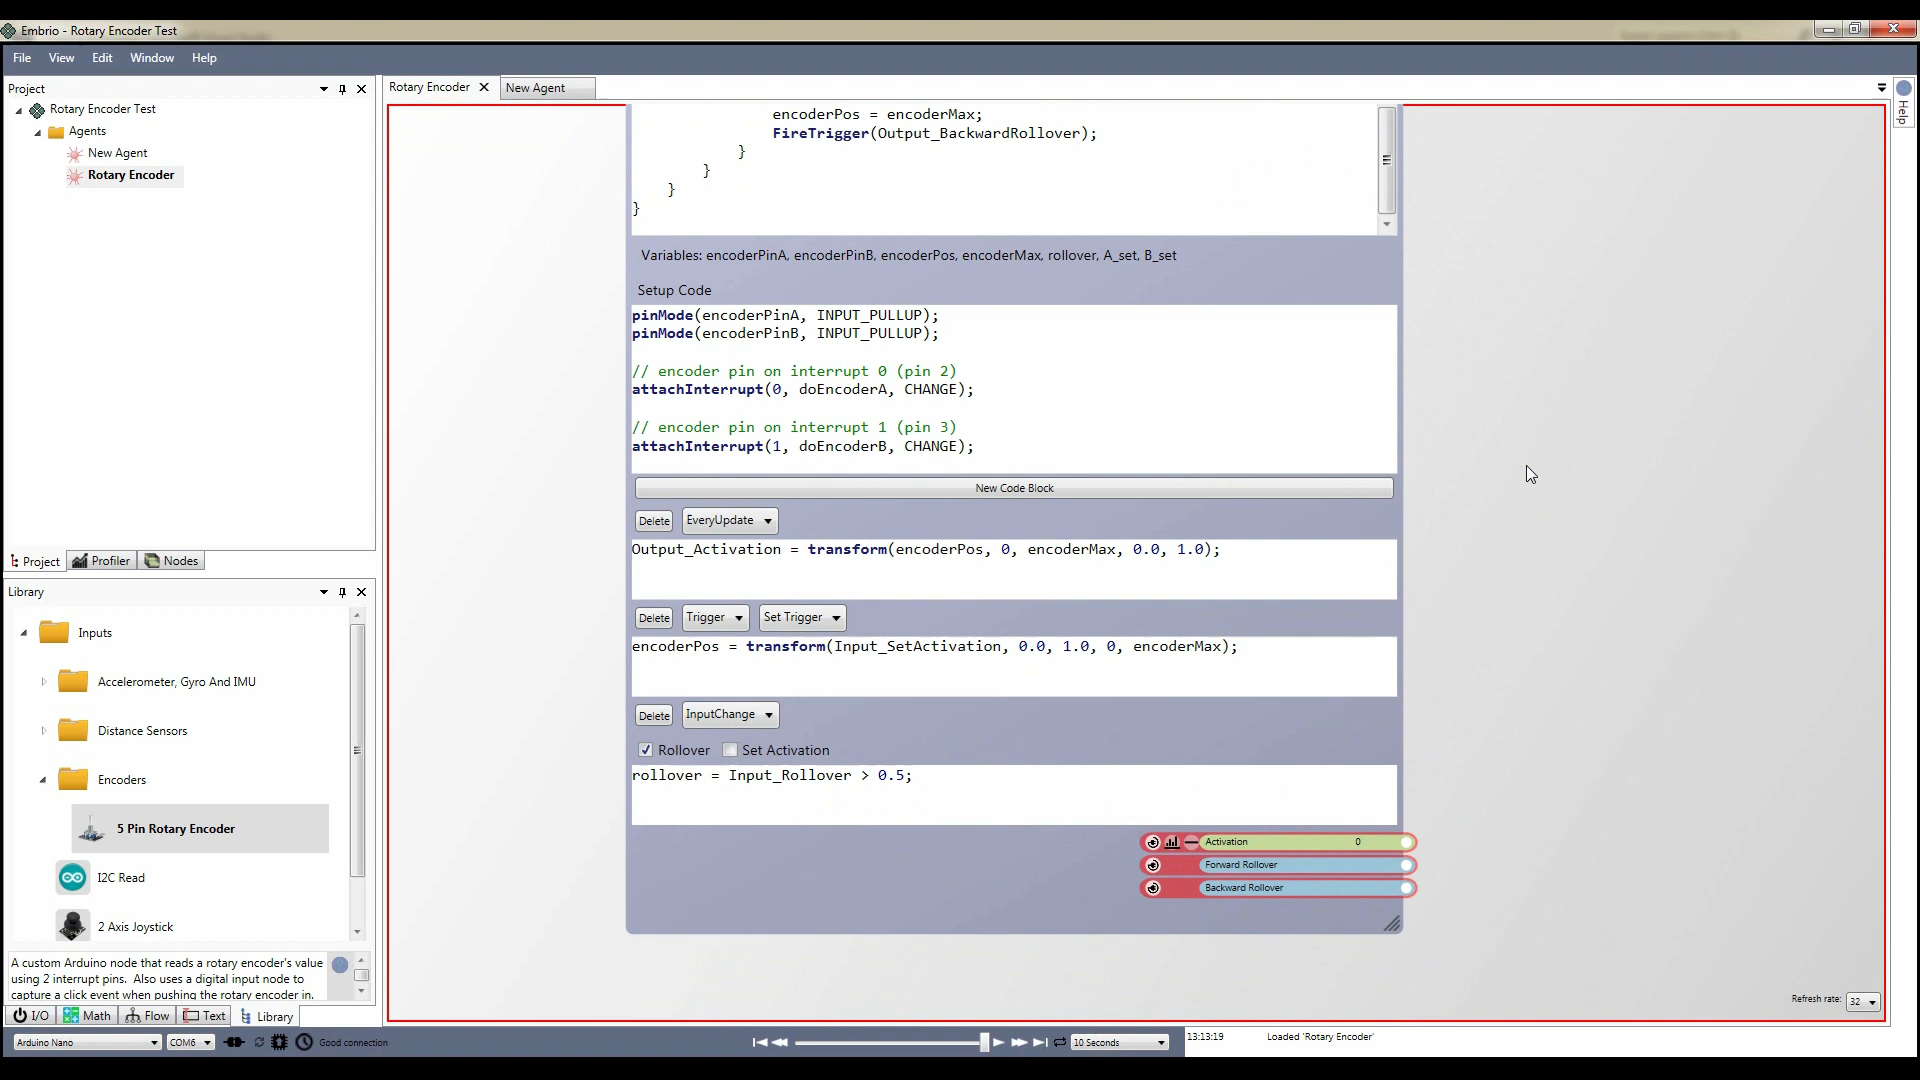 Embrio - Rotary Encoder Test
File View Edit Window Help
Project
Rotary Encoder Test
Agents
New Agent
Rotary Encoder
Project Profiler Nodes
Library
Inputs
Accelerometer, Gyro And IMU
Distance Sensors
Encoders
5 Pin Rotary Encoder
I2C Read
2 Axis Joystick
A custom Arduino node that reads a rotary encoder's value
using 2 interrupt pins. Also uses a digital input node to
capture a click event when pushing the rotary encoder in.
I/O Math Flow Text Library
Rotary Encoder New Agent
Help
encoderPos = encoderMax;
FireTrigger(Output_BackwardRollover);
}
}
}
}
Variables: encoderPinA, encoderPinB, encoderPos, encoderMax, rollover, A_set, B_set
Setup Code
pinMode(encoderPinA, INPUT_PULLUP);
pinMode(encoderPinB, INPUT_PULLUP);
// encoder pin on interrupt 0 (pin 2)
attachInterrupt(0, doEncoderA, CHANGE);
// encoder pin on interrupt 1 (pin 3)
attachInterrupt(1, doEncoderB, CHANGE);
New Code Block
Delete EveryUpdate
Output_Activation = transform(encoderPos, 0, encoderMax, 0.0, 1.0);
Delete Trigger Set Trigger
encoderPos = transform(Input_SetActivation, 0.0, 1.0, 0, encoderMax);
Delete InputChange
Rollover Set Activation
rollover = Input_Rollover > 0.5;
Activation 0
Forward Rollover
Backward Rollover
Refresh rate: 32
Arduino Nano COM6 Good connection 10 Seconds 13:13:19 Loaded 'Rotary Encoder'